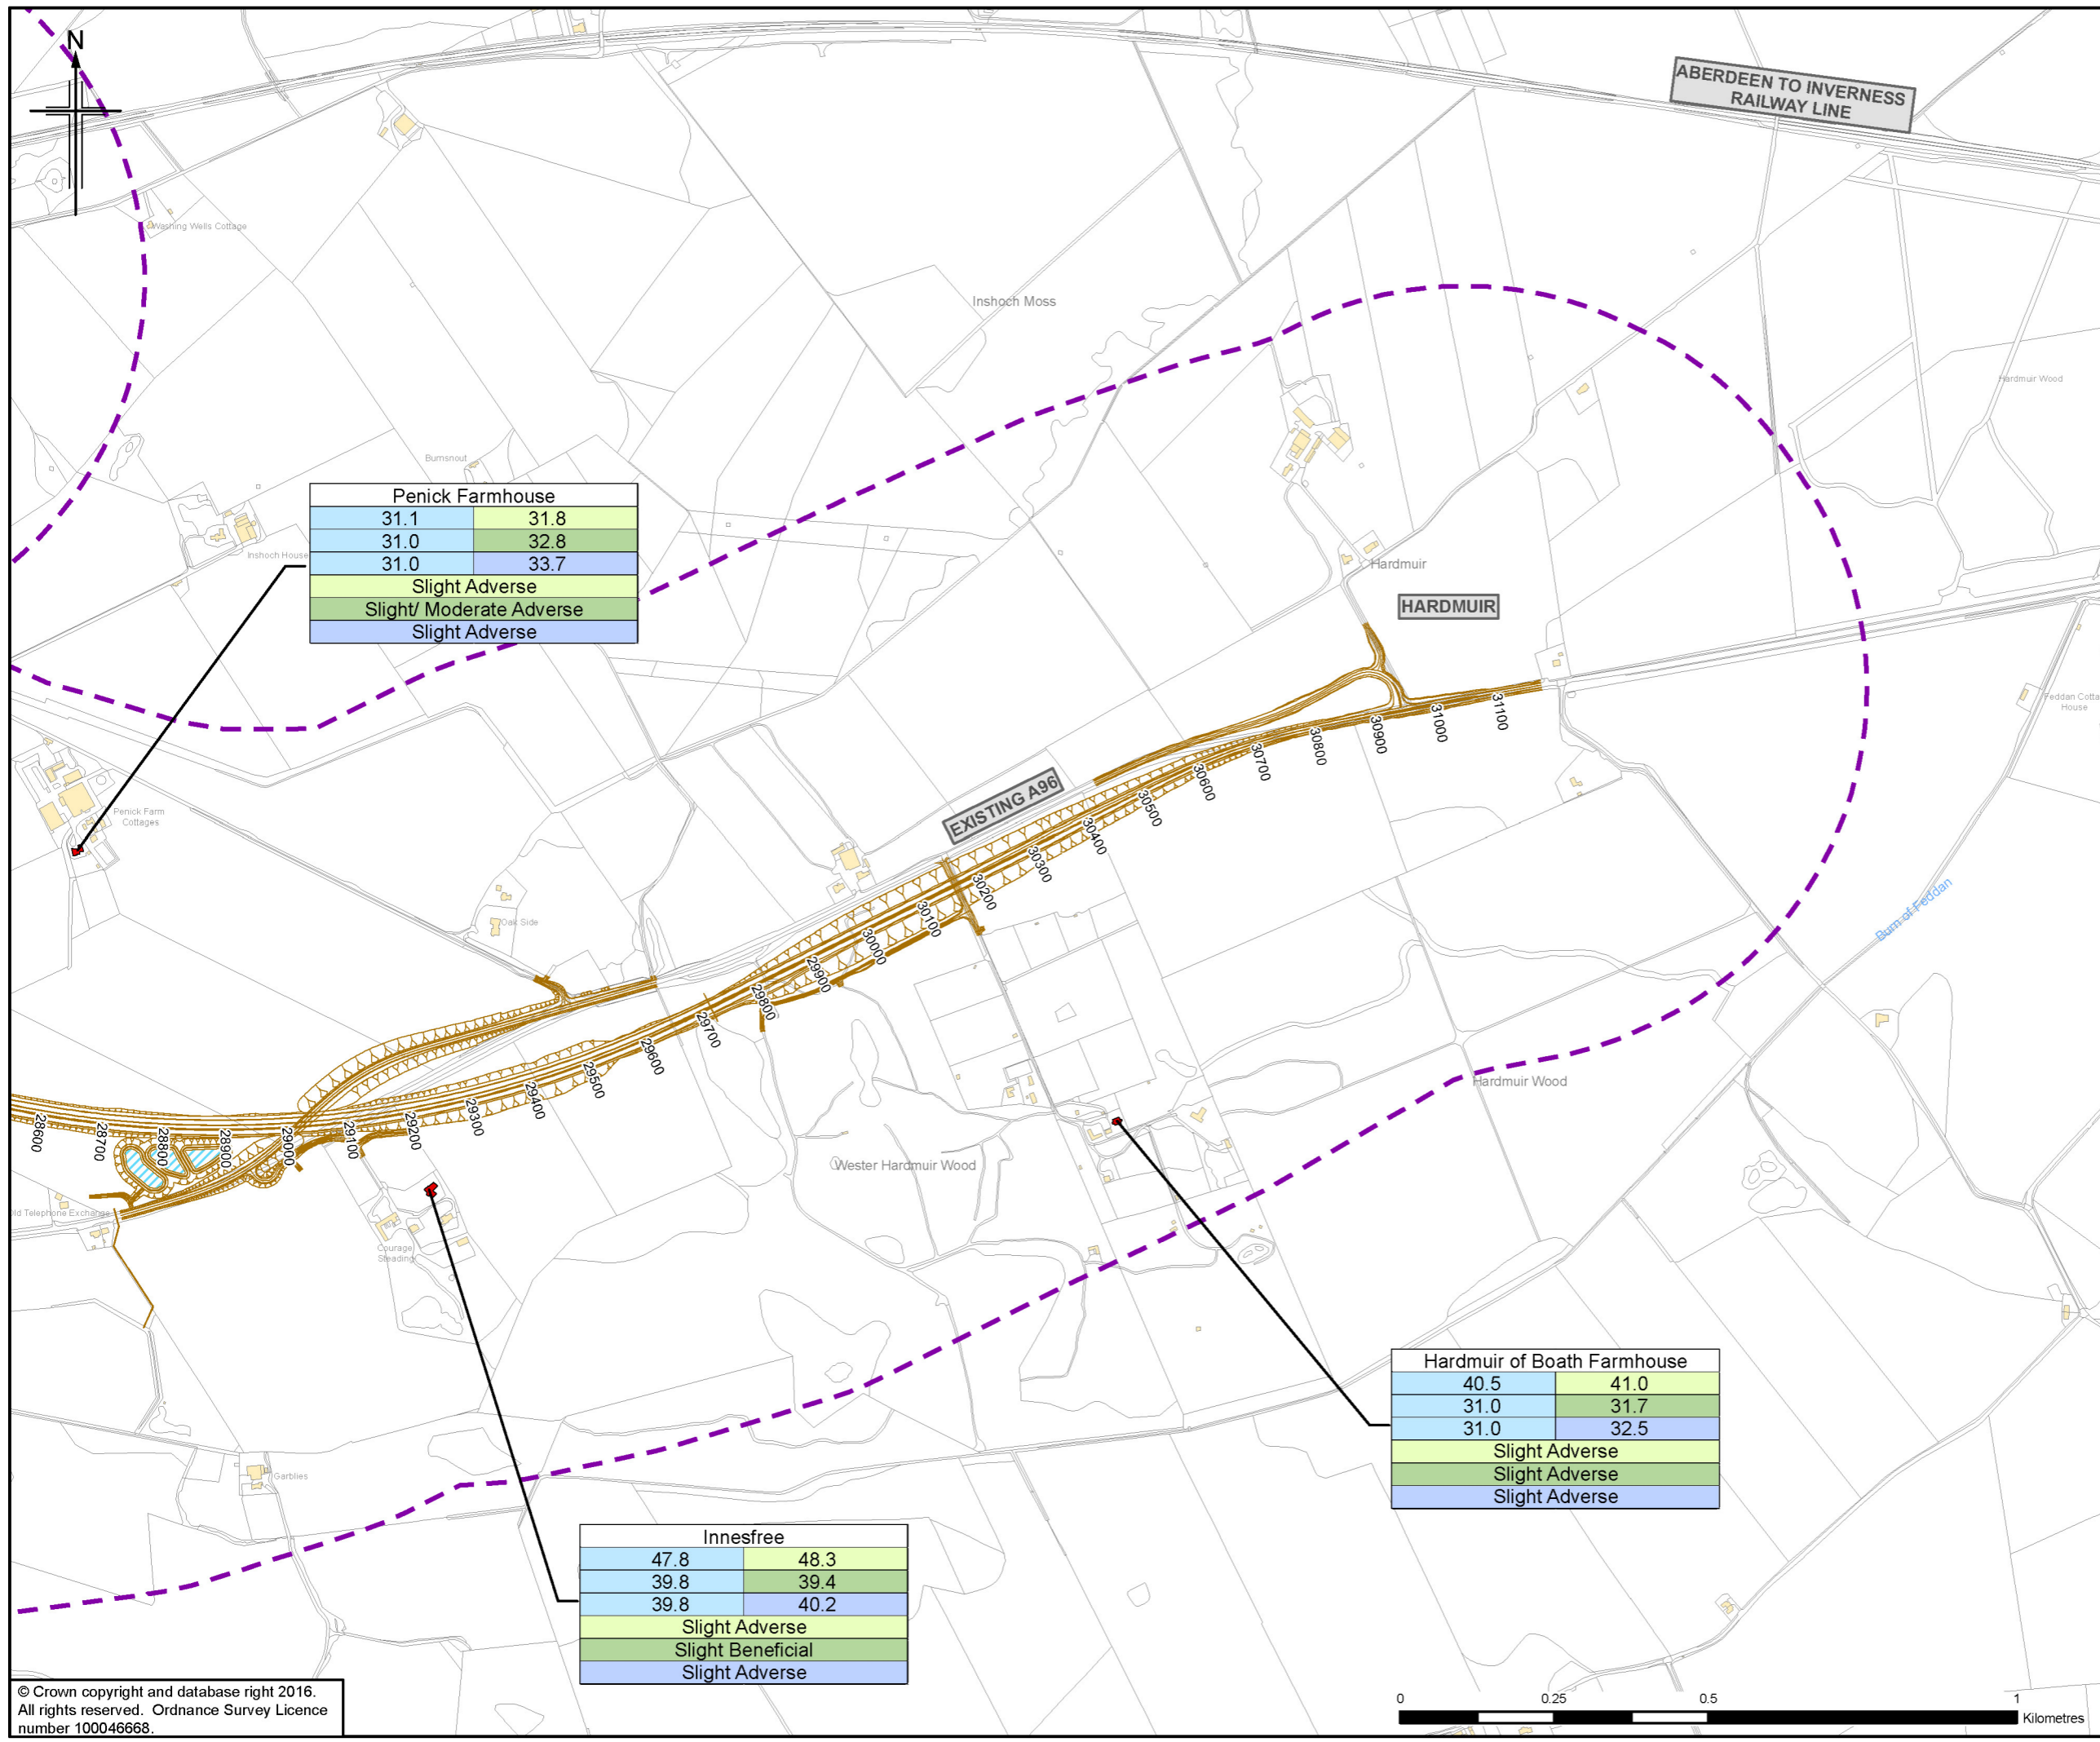 N
ABERDEEN TO INVERNESS
RAILWAY LINE
Washing Wells Cottage
Inshoch Moss
Hardmuir Wood
Burnsnout
Inshoch House
Penick Farmhouse
31.1 31.8
31.0 32.8
31.0 33.7
Slight Adverse
Slight/ Moderate Adverse
Slight Adverse
Hardmuir
HARDMUIR
Feddan Cotta
House
Penick Farm
Cottages
EXISTING A96
Oak Side
Burn of Feddan
28600
28700
28800
28900
29000
29100
29200
29300
29400
29500
29600
29700
29800
29900
30000
30100
30200
30300
30400
30500
30600
30700
30800
30900
31000
31100
Hardmuir Wood
Wester Hardmuir Wood
ld Telephone Exchange
Courage
Steading
Garblies
Hardmuir of Boath Farmhouse
40.5 41.0
31.0 31.7
31.0 32.5
Slight Adverse
Slight Adverse
Slight Adverse
Innesfree
47.8 48.3
39.8 39.4
39.8 40.2
Slight Adverse
Slight Beneficial
Slight Adverse
© Crown copyright and database right 2016.
All rights reserved. Ordnance Survey Licence
number 100046668.
0 0.25 0.5 1
Kilometres